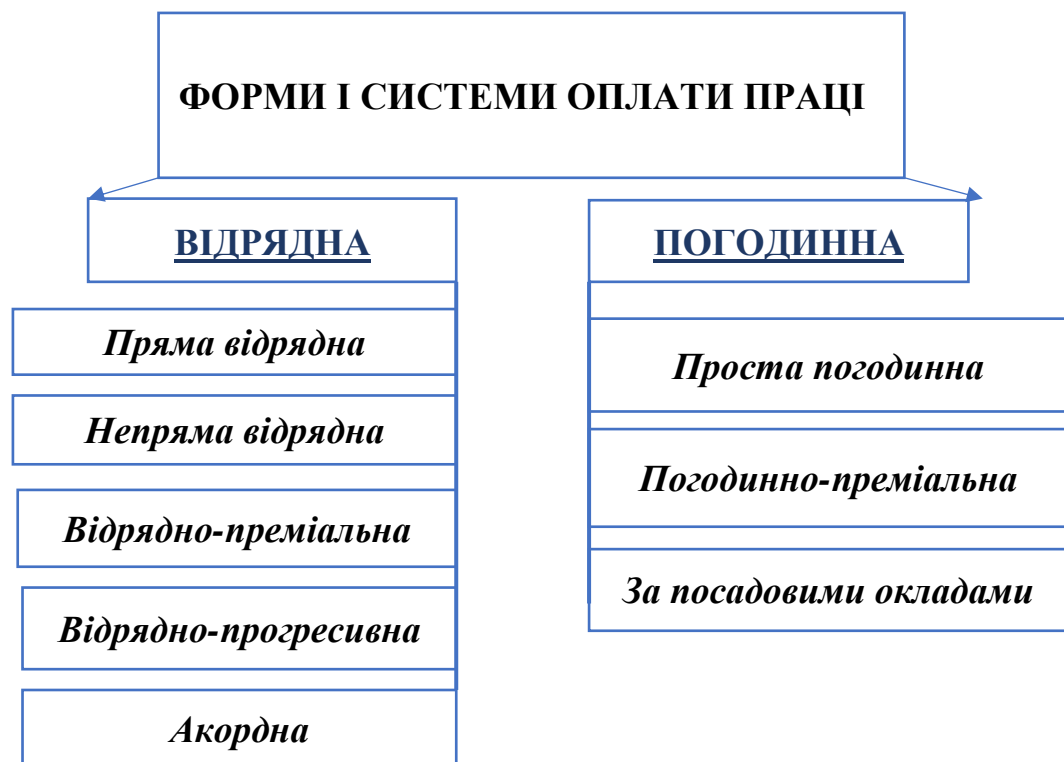 ФОРМИ І СИСТЕМИ ОПЛАТИ ПРАЦІ
ВІДРЯДНА
Пряма відрядна
Непряма відрядна
Відрядно-преміальна
Відрядно-прогресивна
Акордна
ПОГОДИННА
Проста погодинна
Погодинно-преміальна
За посадовими окладами